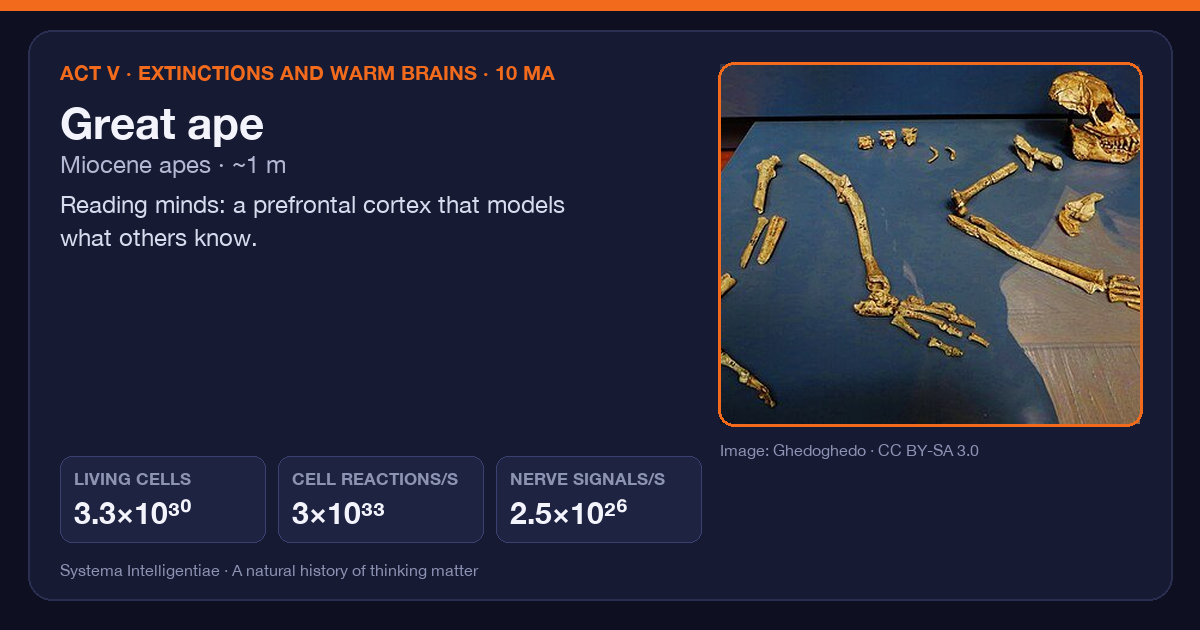 ACT V · EXTINCTIONS AND WARM BRAINS · 10 MA
Great ape
Miocene apes · ~1 m
Reading minds: a prefrontal cortex that models
what others know.
Image: Ghedoghedo · CC BY-SA 3.0
LIVING CELLS
3.3×10³⁰
CELL REACTIONS/S
3×10³³
NERVE SIGNALS/S
2.5×10²⁶
Systema Intelligentiae · A natural history of thinking matter